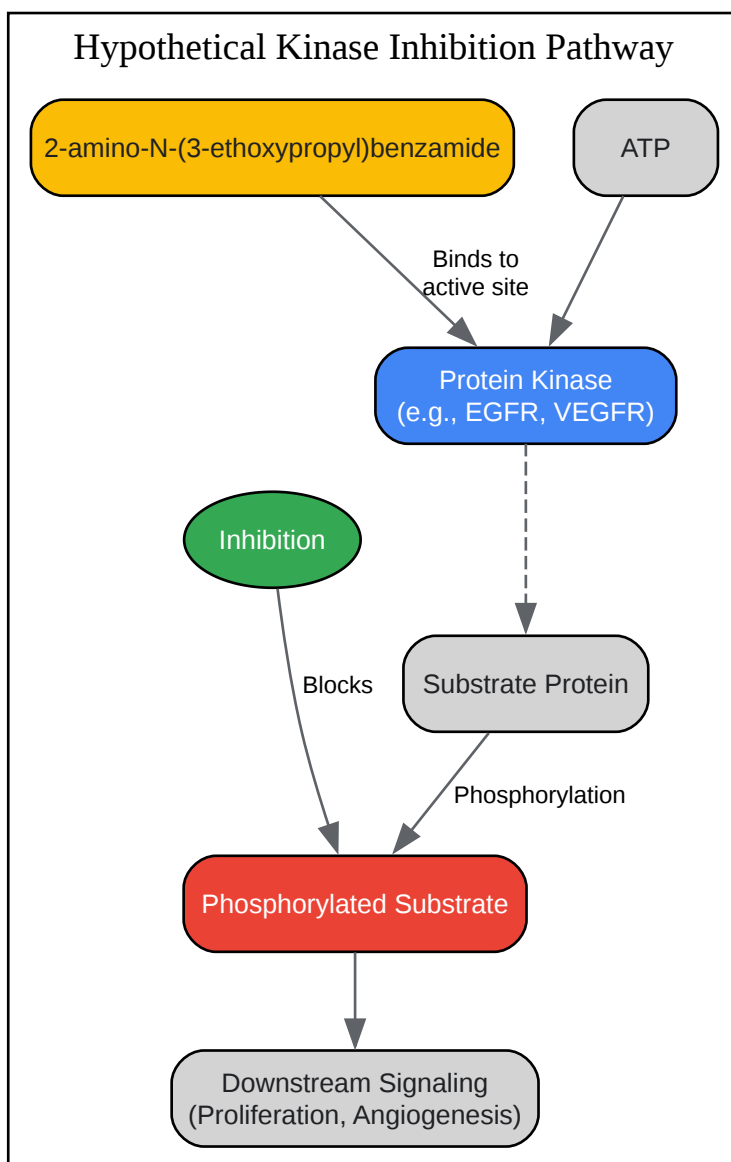 Hypothetical Kinase Inhibition Pathway
2-amino-N-(3-ethoxypropyl)benzamide
ATP
Binds to
active site
Protein Kinase
(e.g., EGFR, VEGFR)
Inhibition
Blocks
Substrate Protein
Phosphorylation
Phosphorylated Substrate
Downstream Signaling
(Proliferation, Angiogenesis)